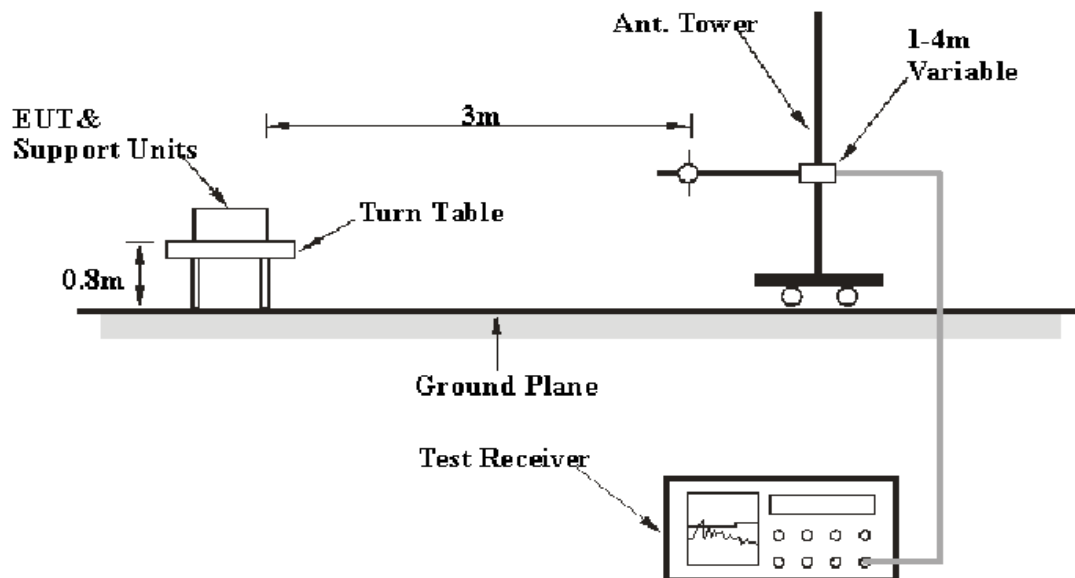 Ant. Tower
1-4m
Variable
3m
EUT&
Support Units
Turn Table
0.8m
Ground Plane
Test Receiver